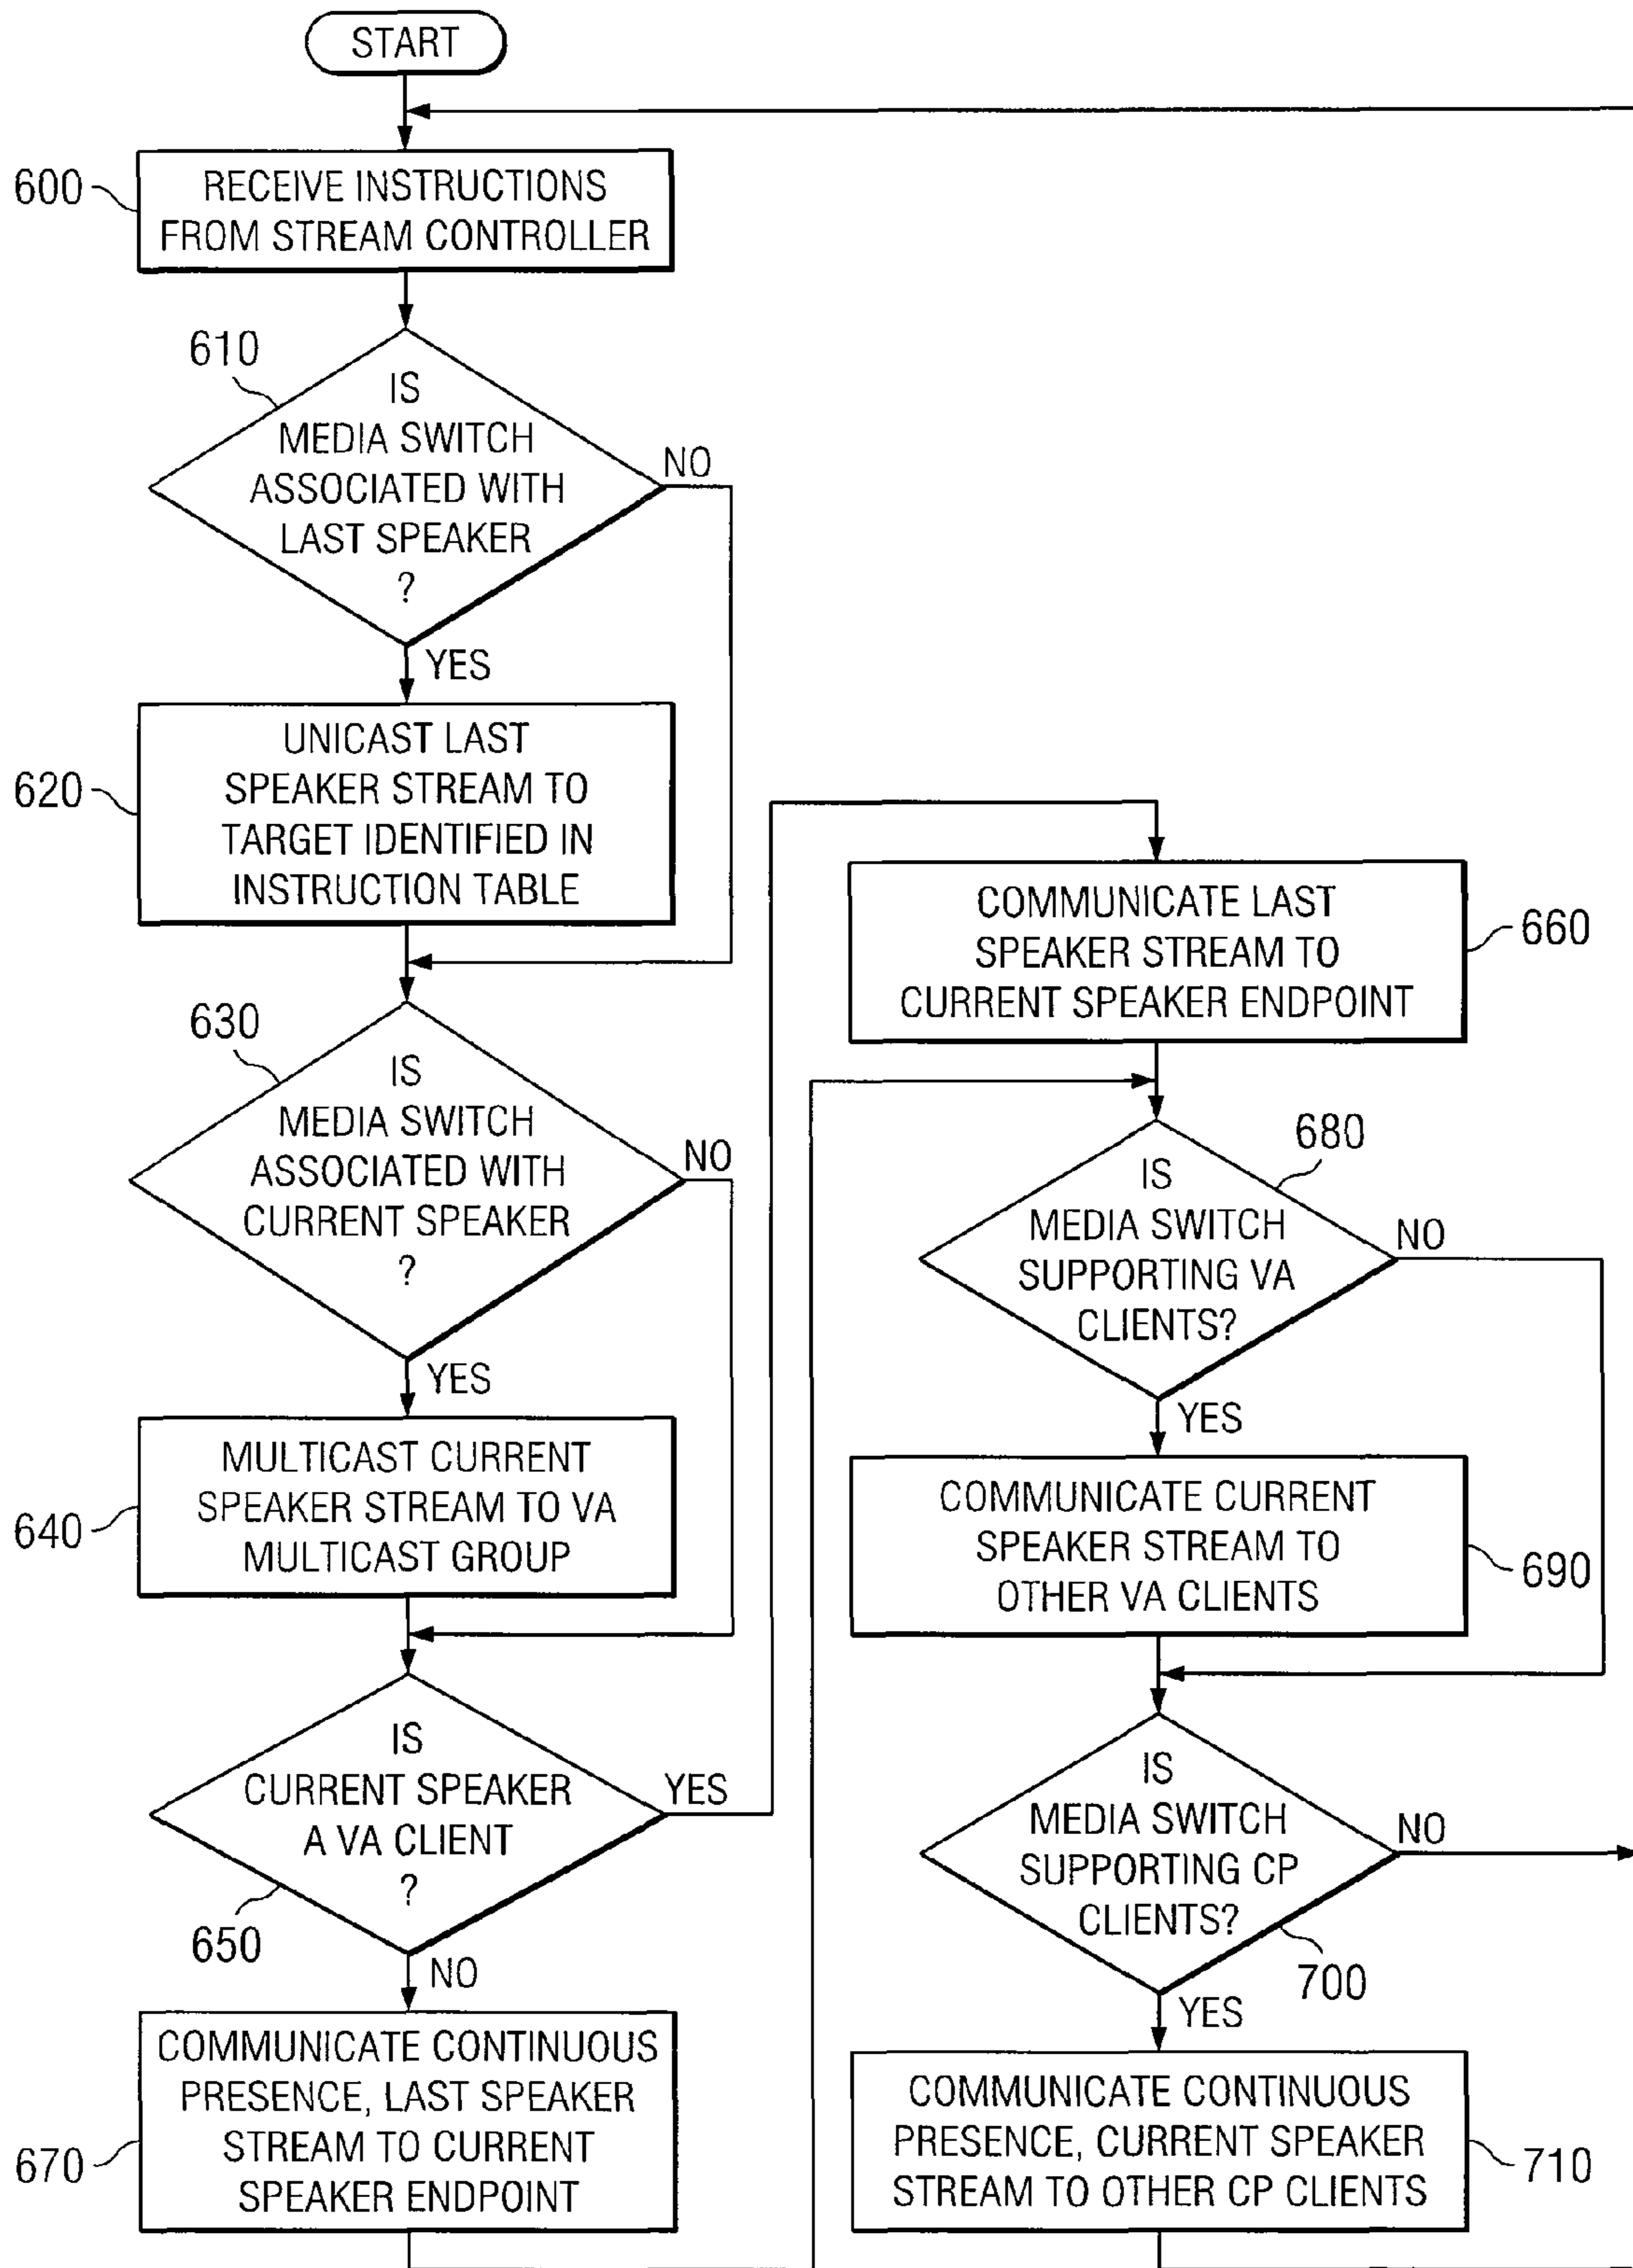 START
600
RECEIVE INSTRUCTIONS
FROM STREAM CONTROLLER
610
IS
MEDIA SWITCH
ASSOCIATED WITH
LAST SPEAKER
?
NO
YES
620
UNICAST LAST
SPEAKER STREAM TO
TARGET IDENTIFIED IN
INSTRUCTION TABLE
630
IS
MEDIA SWITCH
ASSOCIATED WITH
CURRENT SPEAKER
?
NO
YES
640
MULTICAST CURRENT
SPEAKER STREAM TO VA
MULTICAST GROUP
IS
CURRENT SPEAKER
A VA CLIENT
?
YES
650
NO
670
COMMUNICATE CONTINUOUS
PRESENCE, LAST SPEAKER
STREAM TO CURRENT
SPEAKER ENDPOINT
COMMUNICATE LAST
SPEAKER STREAM TO
CURRENT SPEAKER ENDPOINT
660
680
IS
MEDIA SWITCH
SUPPORTING VA
CLIENTS?
NO
YES
COMMUNICATE CURRENT
SPEAKER STREAM TO
OTHER VA CLIENTS
690
IS
MEDIA SWITCH
SUPPORTING CP
CLIENTS?
NO
700
YES
COMMUNICATE CONTINUOUS
PRESENCE, CURRENT SPEAKER
STREAM TO OTHER CP CLIENTS
710